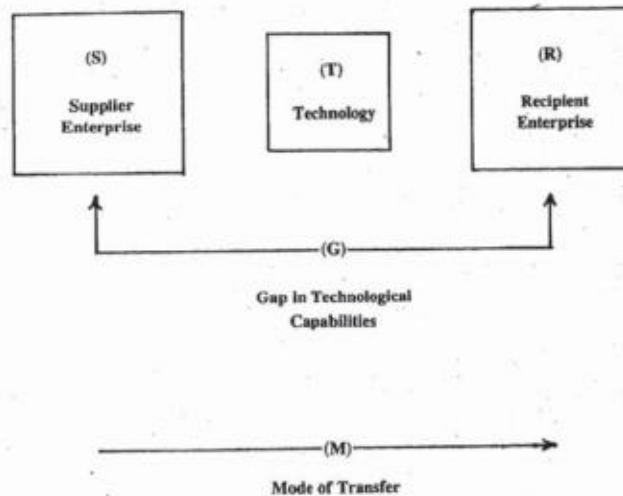 (S)
Supplier
Enterprise
(T)
Technology
(R)
Recipient
Enterprise
(G)
Gap in Technological
Capabilities
(M)
Mode of Transfer